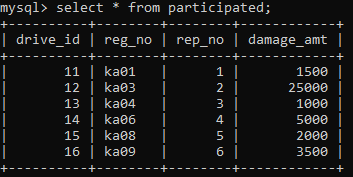 mysql> select * from participated;
+----------+--------+--------+------------+
| drive_id | reg_no | rep_no | damage_amt |
+----------+--------+--------+------------+
|       11 | ka01   |      1 |       1500 |
|       12 | ka03   |      2 |      25000 |
|       13 | ka04   |      3 |       1000 |
|       14 | ka06   |      4 |       5000 |
|       15 | ka08   |      5 |       2000 |
|       16 | ka09   |      6 |       3500 |
+----------+--------+--------+------------+